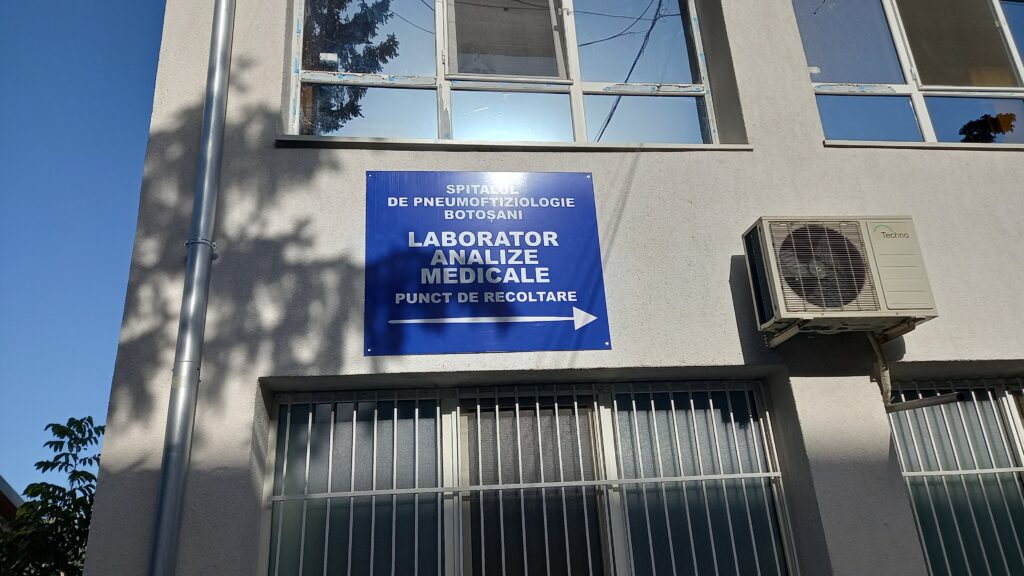 SPITALUL
DE PNEUMOFTIZIOLOGIE
BOTOȘANI
LABORATOR
ANALIZE
MEDICALE
PUNCT DE RECOLTARE
Techno